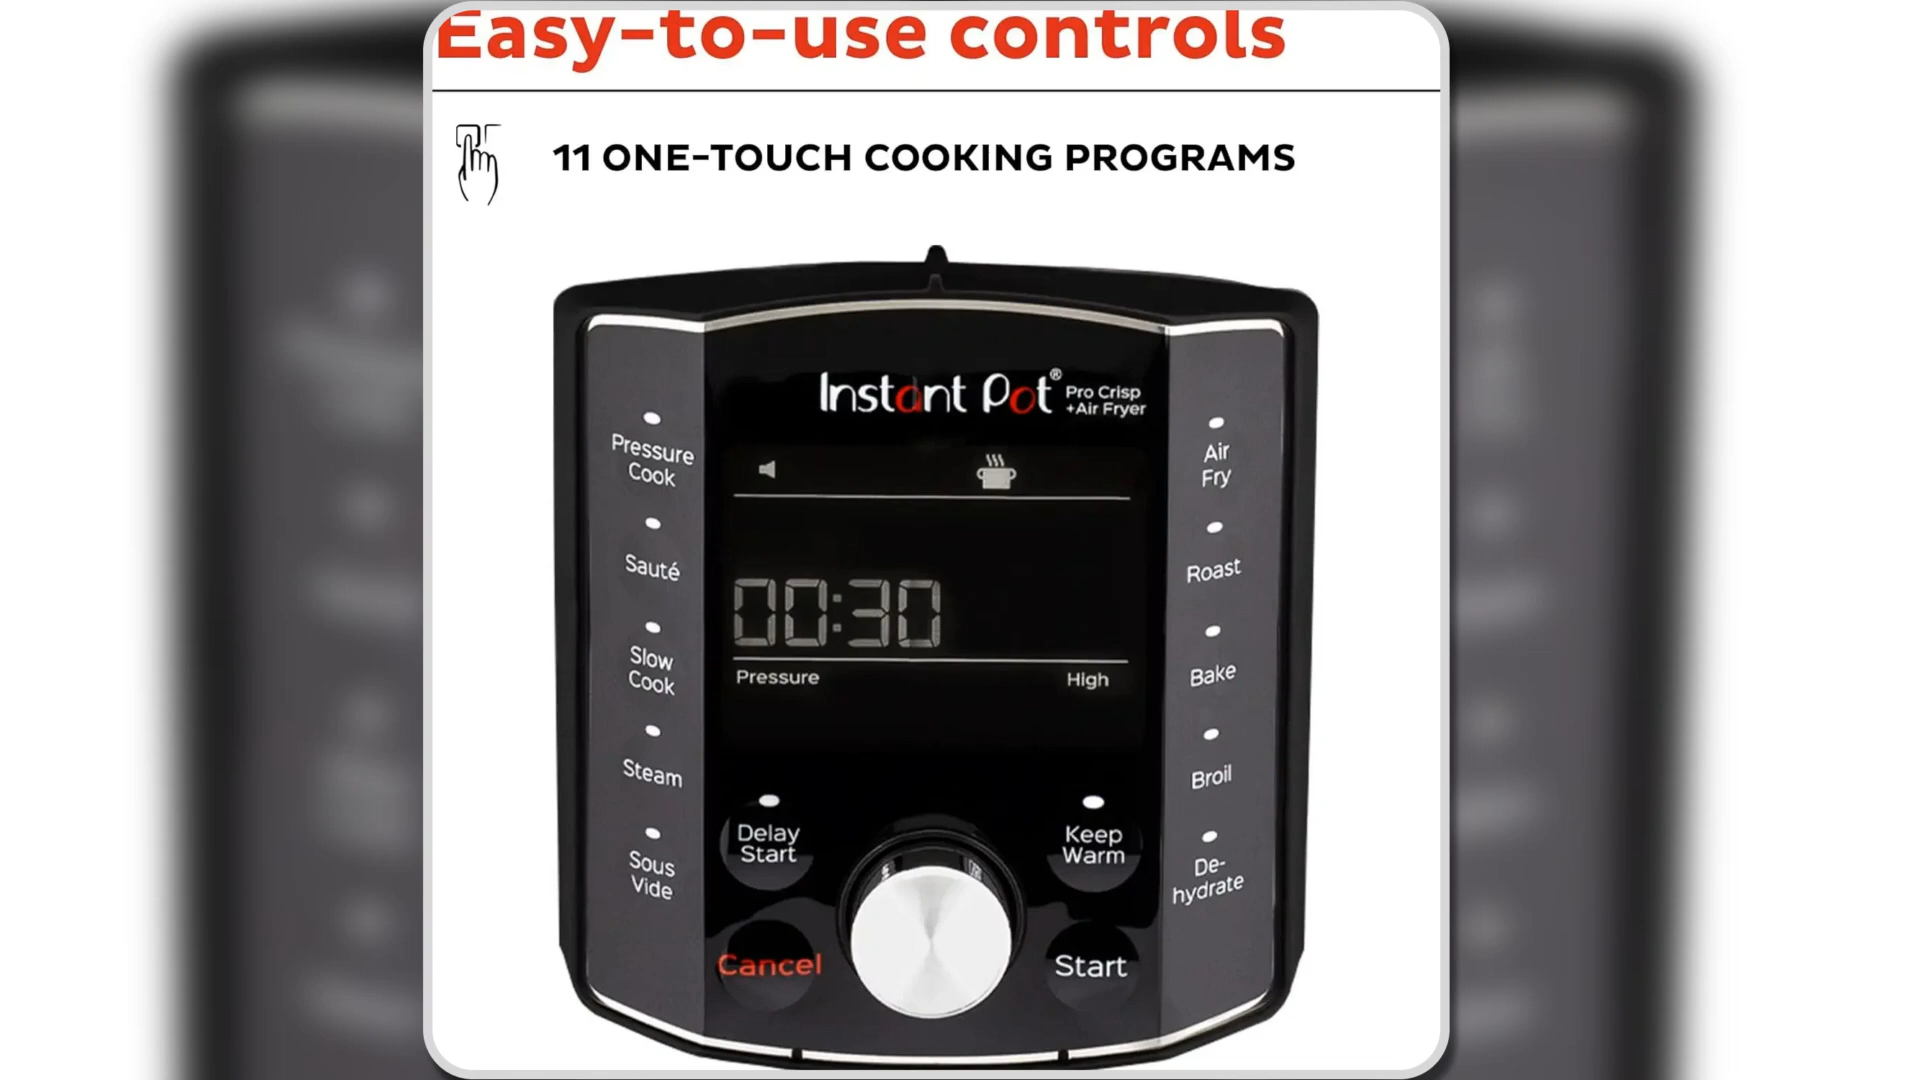 Easy-to-use controls
11 ONE-TOUCH COOKING PROGRAMS
Instant Pot®
Pro Crisp
+Air Fryer
Pressure
Cook
Sauté
Slow
Cook
Steam
Sous
Vide
00:30
Pressure High
Delay
Start
Keep
Warm
Cancel
Start
Air
Fry
Roast
Bake
Broil
De-
hydrate